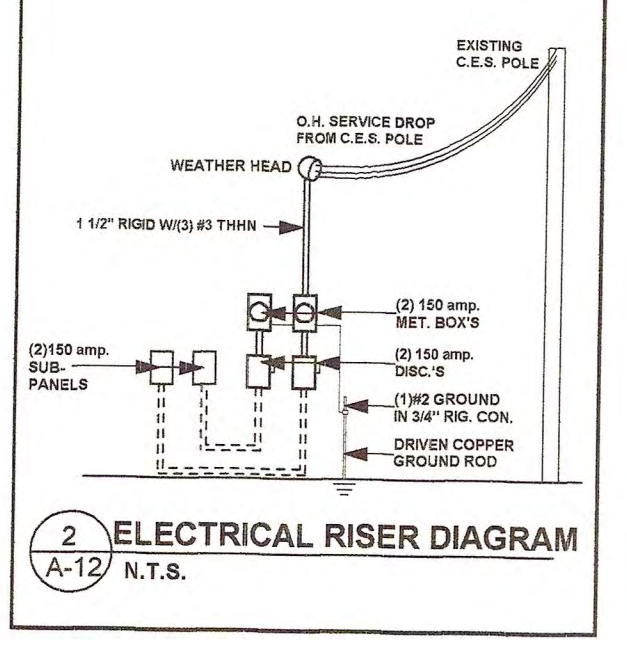 EXISTING
C.E.S. POLE
O.H. SERVICE DROP
FROM C.E.S. POLE
WEATHER HEAD
1 1/2" RIGID W/(3) #3 THHN
(2) 150 amp.
MET. BOX'S
(2)150 amp.
SUB-
PANELS
(2) 150 amp.
DISC.'S
(1)#2 GROUND
IN 3/4" RIG. CON.
DRIVEN COPPER
GROUND ROD
2
A-12
ELECTRICAL RISER DIAGRAM
N.T.S.